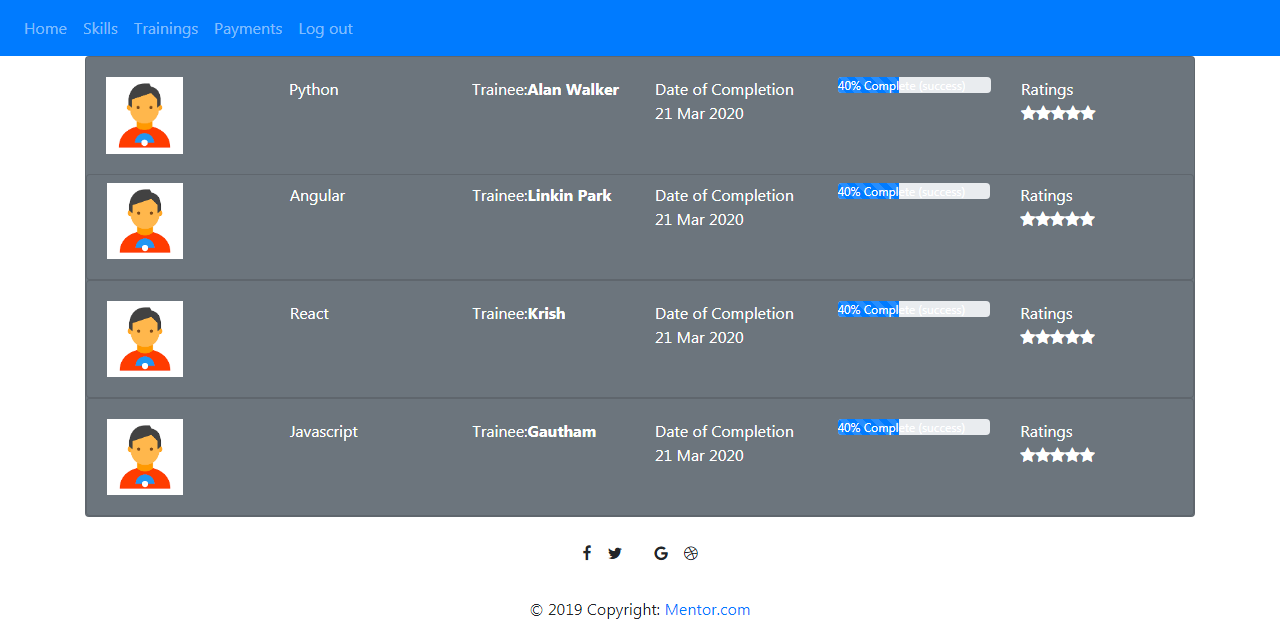 Home Skills Trainings Payments Log out
Python Trainee:Alan Walker Date of Completion 40% Complete (success) Ratings
21 Mar 2020
Angular Trainee:Linkin Park Date of Completion 40% Complete (success) Ratings
21 Mar 2020
React Trainee:Krish Date of Completion 40% Complete (success) Ratings
21 Mar 2020
Javascript Trainee:Gautham Date of Completion 40% Complete (success) Ratings
21 Mar 2020
© 2019 Copyright: Mentor.com